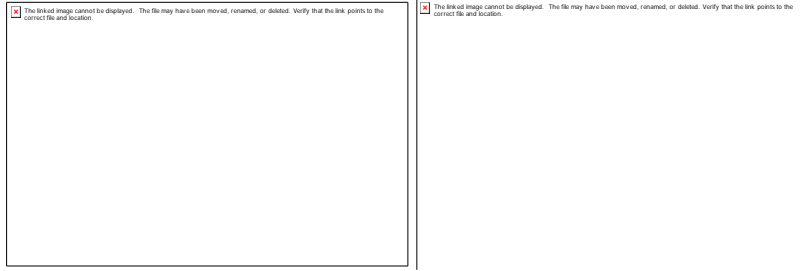 The linked image cannot be displayed. The file may have been moved, renamed, or deleted. Verify that the link points to the
correct file and location.
The linked image cannot be displayed. The file may have been moved, renamed, or deleted. Verify that the link points to the
correct file and location.